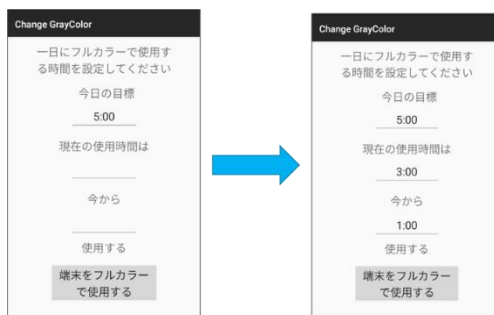 Change GrayColor
一日にフルカラーで使用す
る時間を設定してください
今日の目標
5:00
現在の使用時間は
今から
使用する
端末をフルカラー
で使用する
Change GrayColor
一日にフルカラーで使用す
る時間を設定してください
今日の目標
5:00
現在の使用時間は
3:00
今から
1:00
使用する
端末をフルカラー
で使用する